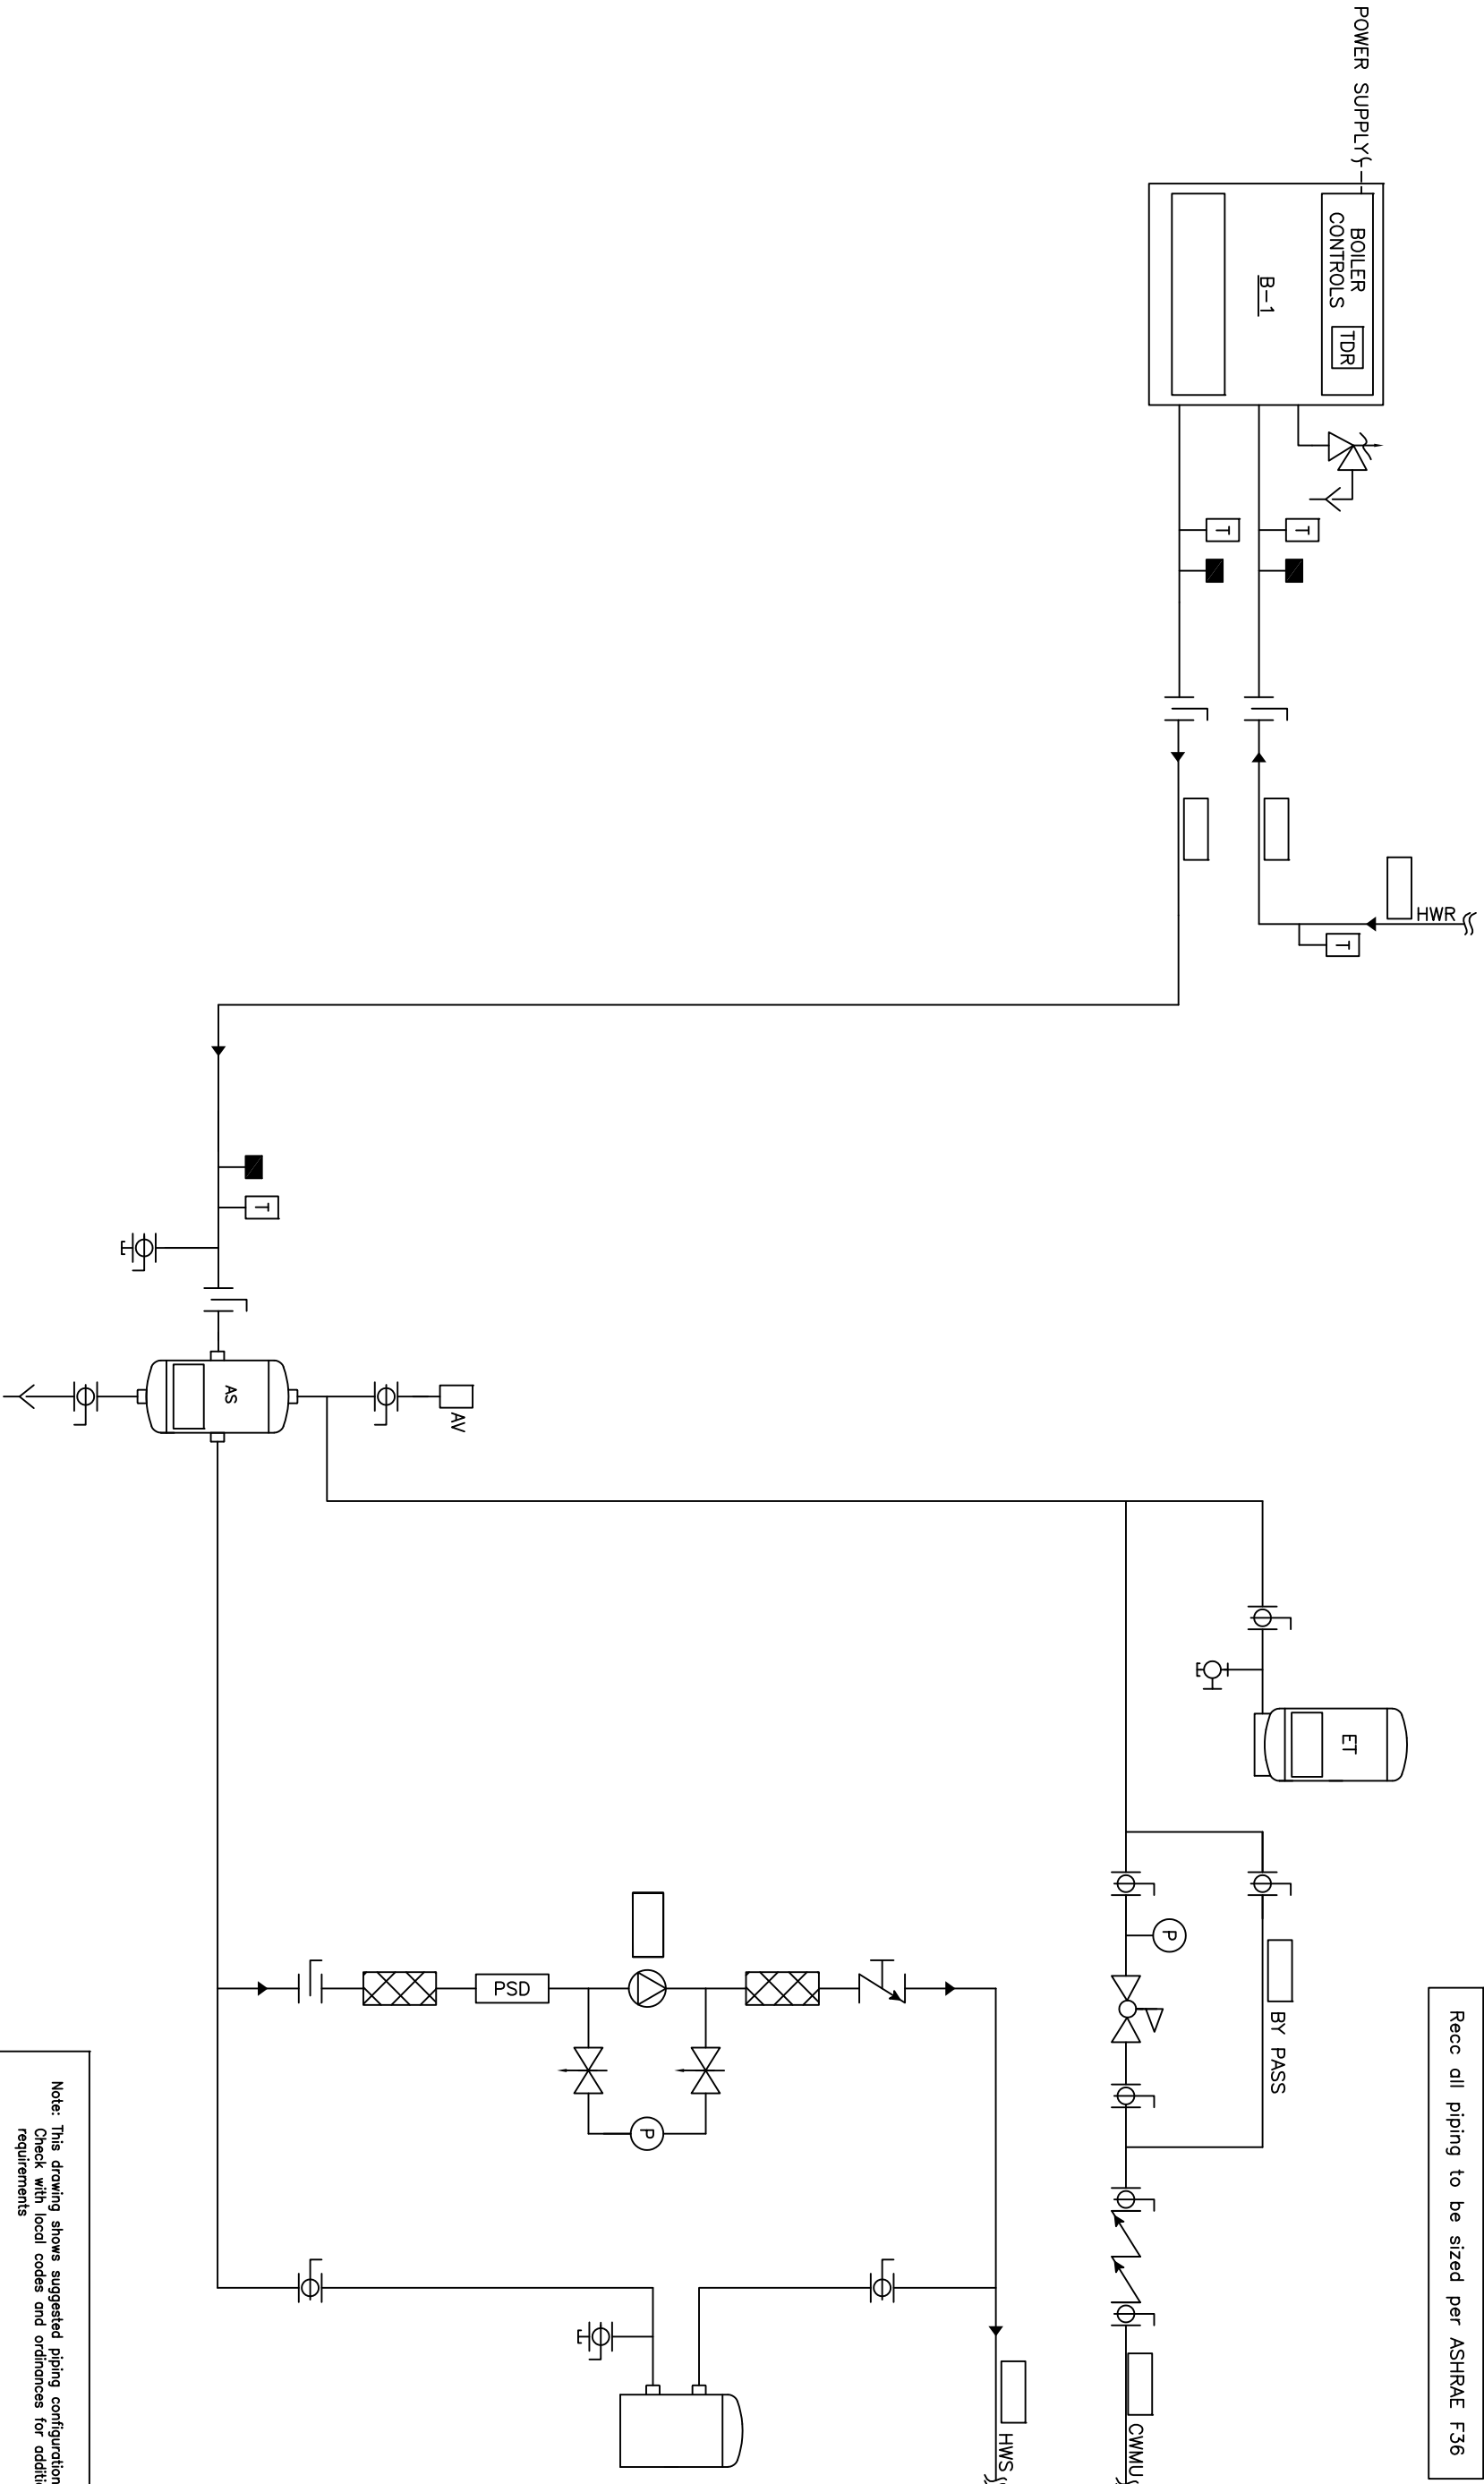 POWER SUPPLY
BOILER
CONTROLS
TDR
B-1
T
T
HWR
T
T
AS
AV
ET
P
BY PASS
PSD
P
Recc all piping to be sized per ASHRAE F36
HWS
CWMU
Note: This drawing shows suggested piping configuration
Check with local codes and ordinances for
requirements